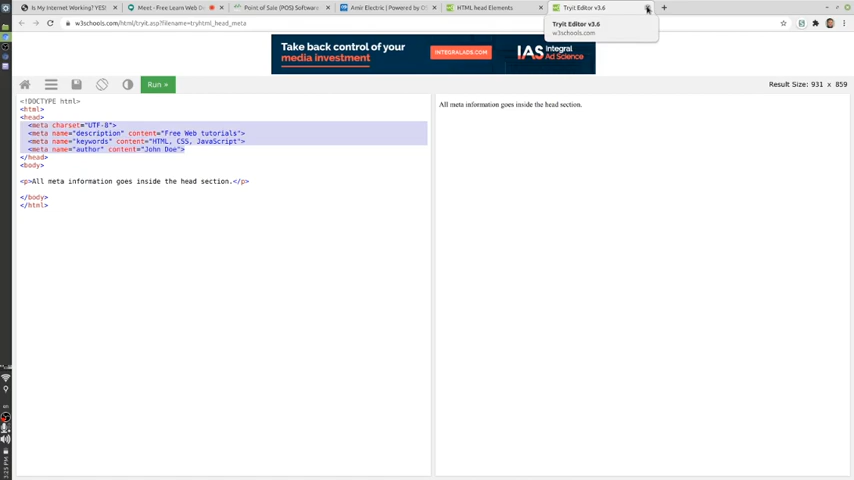 Is My Internet Working? YES!
Meet - Free Learn Web D
Point of Sale (POS) Software
Amir Electric | Powered by O
HTML head Elements
Tryit Editor v3.6
w3schools.com/html/tryit.asp?filename=tryhtml_head_meta
Tryit Editor v3.6
w3schools.com
Take back control of your
media investment
INTEGRALADS.COM
IAS Integral
Ad Science
Run »
Result Size: 931 x 859
<!DOCTYPE html>
<html>
<head>
<meta charset="UTF-8">
<meta name="description" content="Free Web tutorials">
<meta name="keywords" content="HTML, CSS, JavaScript">
<meta name="author" content="John Doe">
</head>
<body>
<p>All meta information goes inside the head section.</p>
</body>
</html>
All meta information goes inside the head section.
3:25 PM